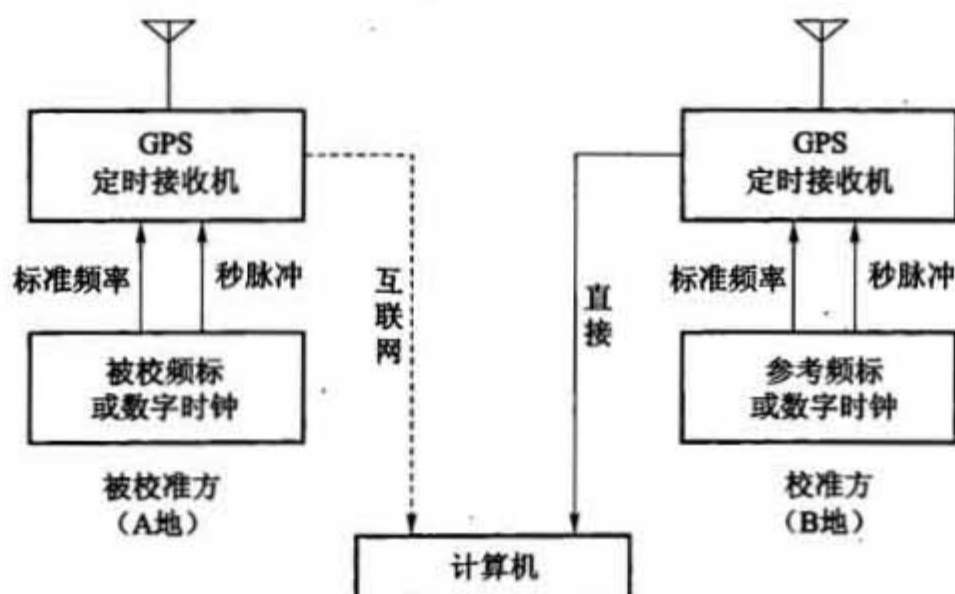 GPS
定时接收机
GPS
定时接收机
标准频率
秒脉冲
互联网
直接
标准频率
秒脉冲
被校频标
或数字时钟
参考频标
或数字时钟
被校准方
（A地）
校准方
（B地）
计算机